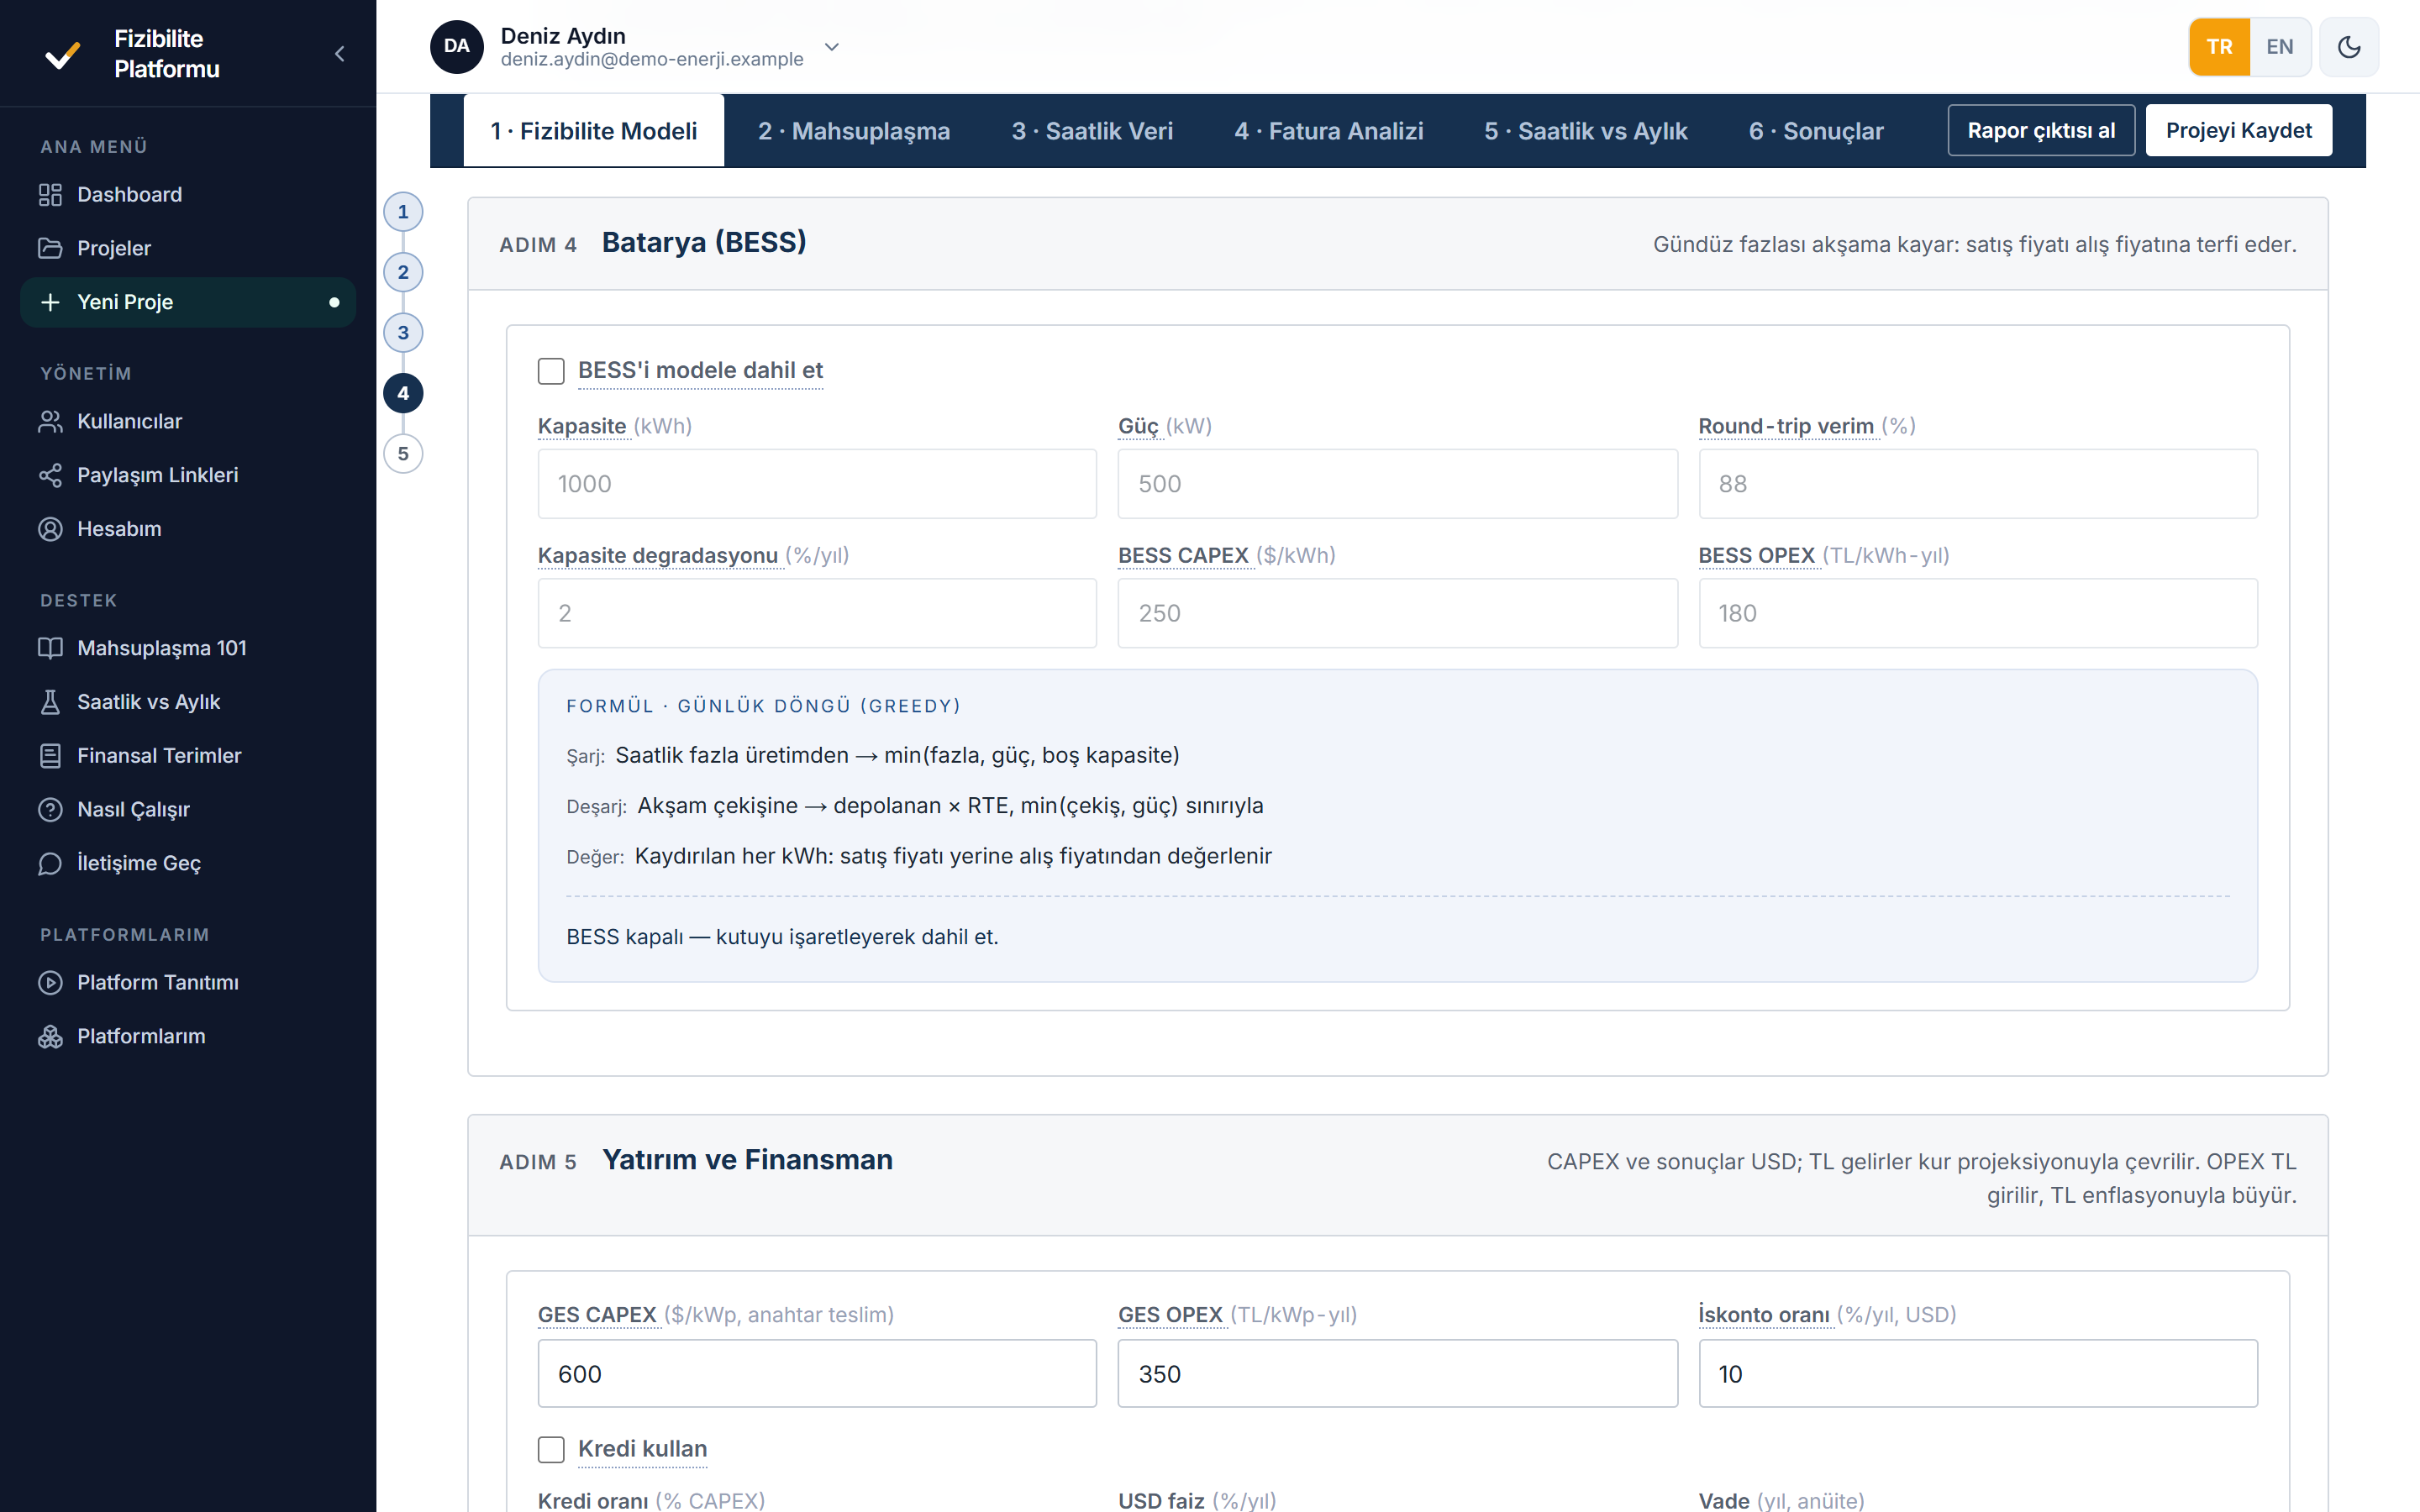 Fizibilite
Platformu
ANA MENÜ
Dashboard
Projeler
Yeni Proje
YÖNETİM
Kullanıcılar
Paylaşım Linkleri
Hesabım
DESTEK
Mahsuplaşma 101
Saatlik vs Aylık
Finansal Terimler
Nasıl Çalışır
İletişime Geç
PLATFORMLARIM
Platform Tanıtımı
Platformlarım
DA
Deniz Aydın
deniz.aydin@demo-enerji.example
TR EN
1 · Fizibilite Modeli 2 · Mahsuplaşma 3 · Saatlik Veri 4 · Fatura Analizi 5 · Saatlik vs Aylık 6 · Sonuçlar Rapor çıktısı al Projeyi Kaydet
1
2
3
4
5
ADIM 4 Batarya (BESS) Gündüz fazlası akşama kayar: satış fiyatı alış fiyatına terfi eder.
BESS'i modele dahil et
Kapasite (kWh) Güç (kW) Round-trip verim (%)
1000 500 88
Kapasite degradasyonu (%/yıl) BESS CAPEX ($/kWh) BESS OPEX (TL/kWh-yıl)
2 250 180
FORMÜL · GÜNLÜK DÖNGÜ (GREEDY)
Şarj: Saatlik fazla üretimden → min(fazla, güç, boş kapasite)
Deşarj: Akşam çekişine → depolanan × RTE, min(çekiş, güç) sınırıyla
Değer: Kaydırılan her kWh: satış fiyatı yerine alış fiyatından değerlenir
BESS kapalı — kutuyu işaretleyerek dahil et.
ADIM 5 Yatırım ve Finansman CAPEX ve sonuçlar USD; TL gelirler kur projeksiyonuyla çevrilir. OPEX TL
girilir, TL enflasyonuyla büyür.
GES CAPEX ($/kWp, anahtar teslim) GES OPEX (TL/kWp-yıl) İskonto oranı (%/yıl, USD)
600 350 10
Kredi kullan
Kredi oranı (% CAPEX) USD faiz (%/yıl) Vade (yıl, anüite)